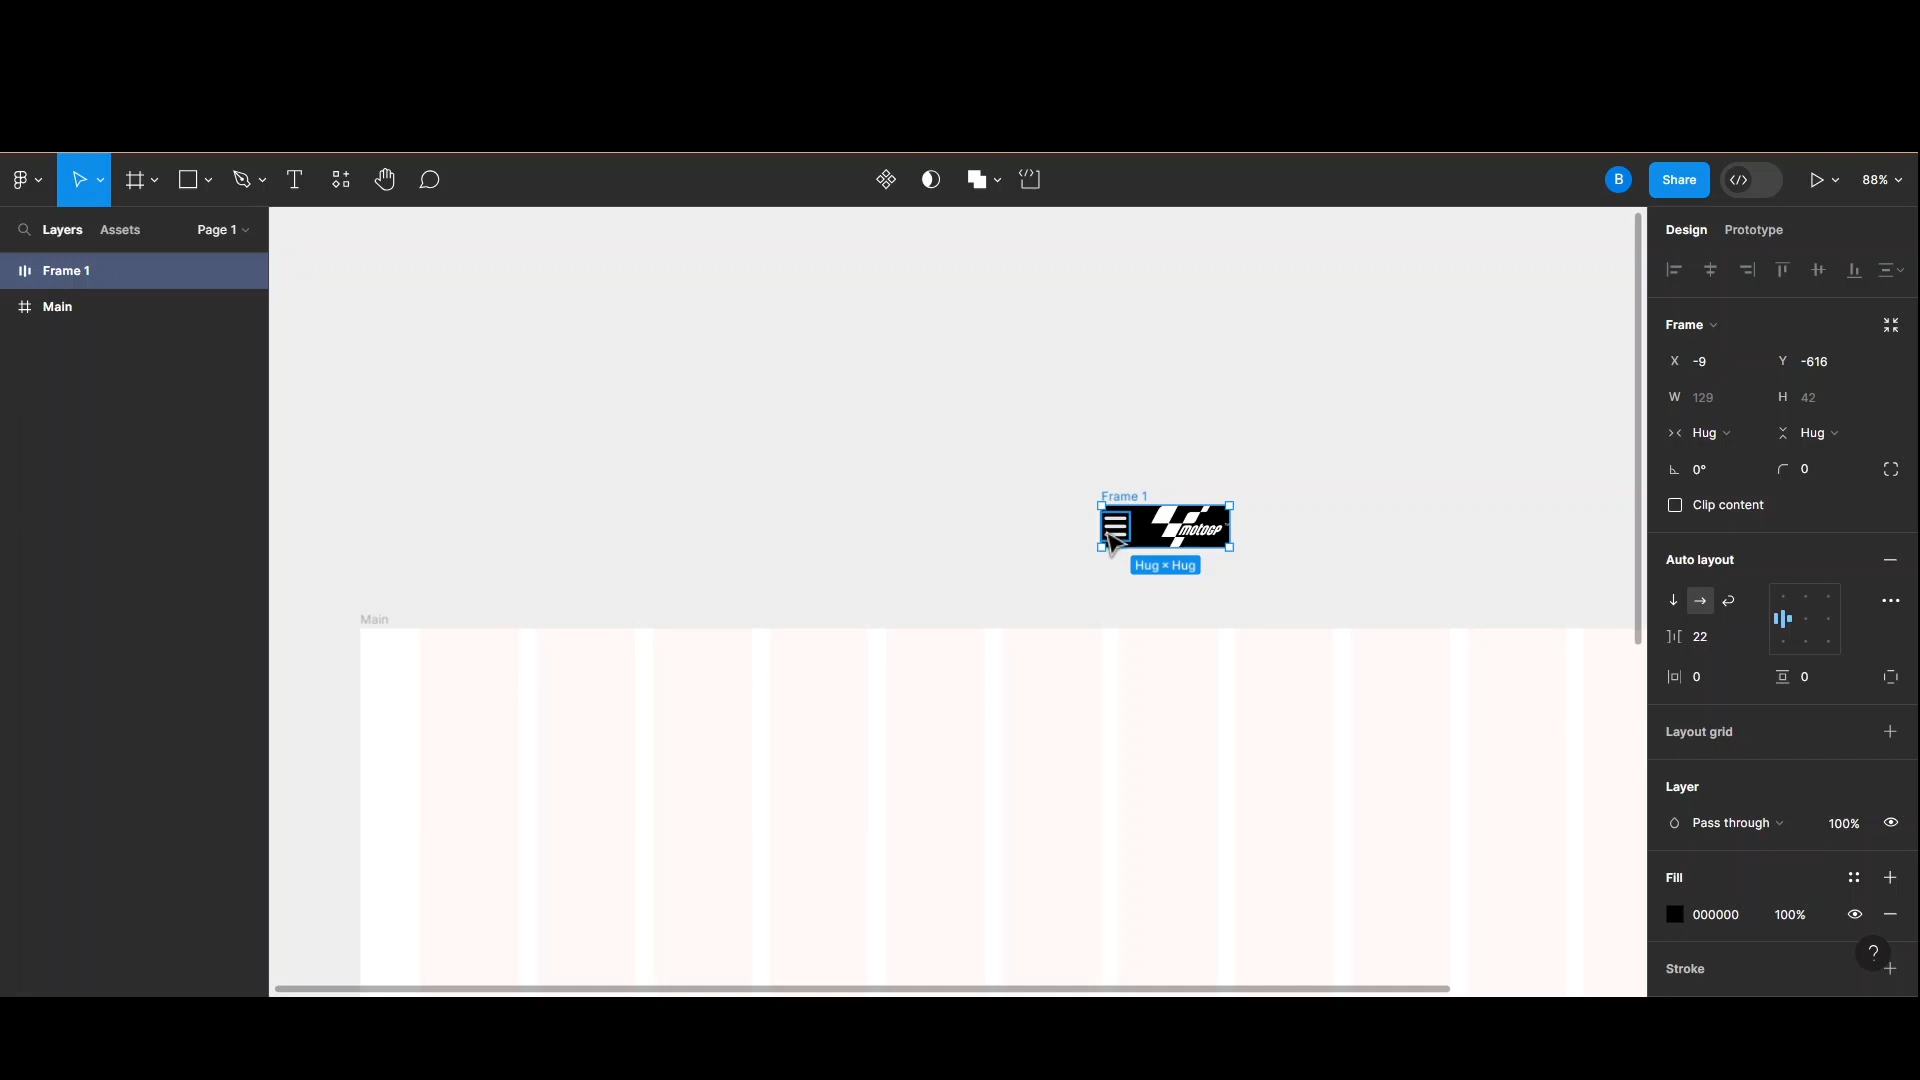 B
Share
88%
Layers
Assets
Page 1
Design
Prototype
Frame 1
Main
Frame
X
-9
Y
-616
W
129
H
42
Hug
Hug
0°
0
Clip content
Frame 1
motoGP
™
Hug × Hug
Auto layout
22
0
0
Main
Layout grid
Layer
Pass through
100%
Fill
000000
100%
?
Stroke